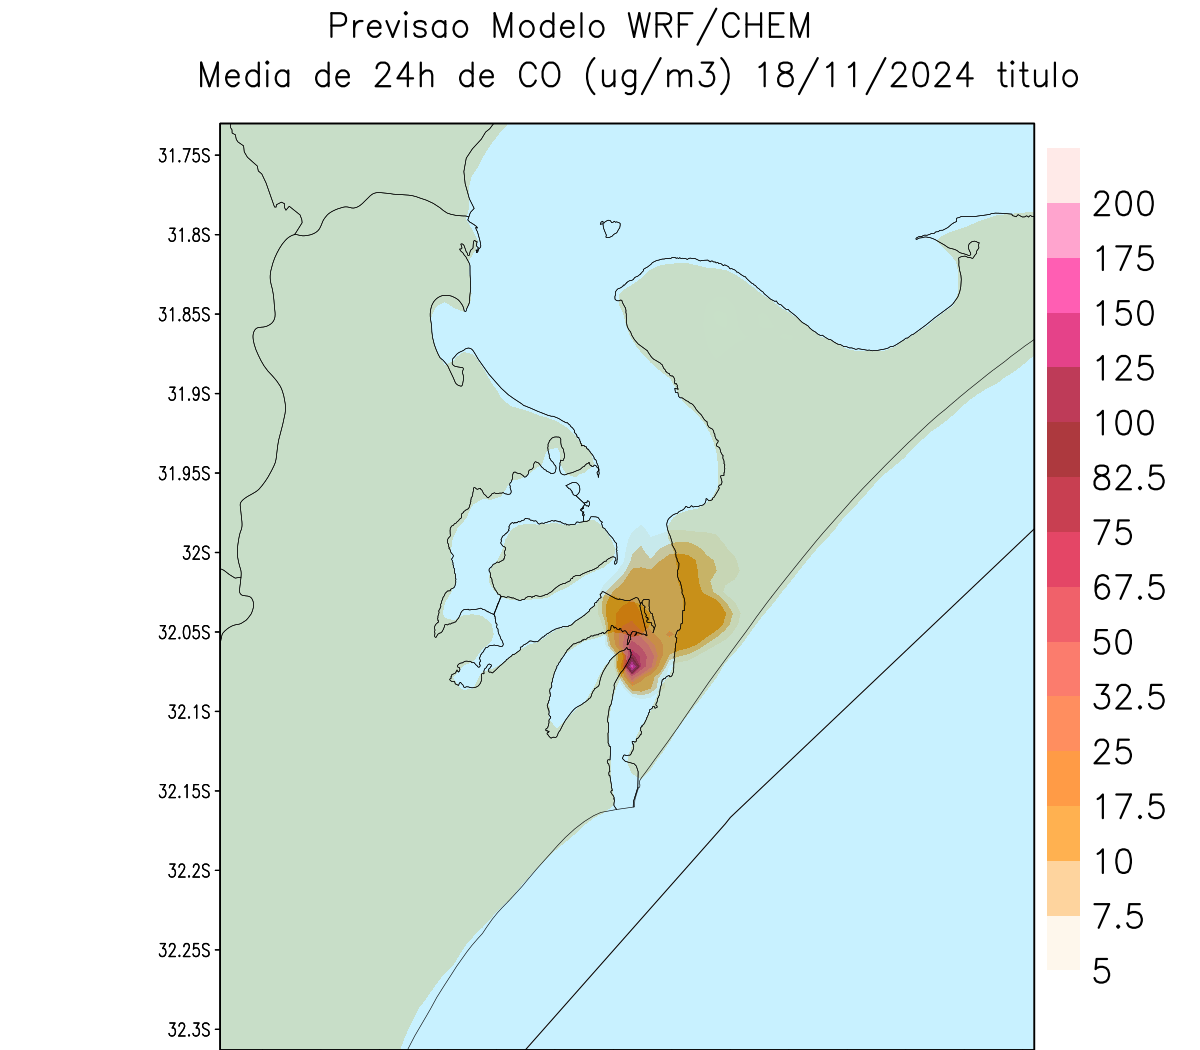 Previsao Modelo WRF/CHEM
Media de 24h de CO (ug/m3) 18/11/2024 titulo
31.75S
31.8S
31.85S
31.9S
31.95S
32S
32.05S
32.1S
32.15S
32.2S
32.25S
32.3S
200
175
150
125
100
82.5
75
67.5
50
32.5
25
17.5
10
7.5
5